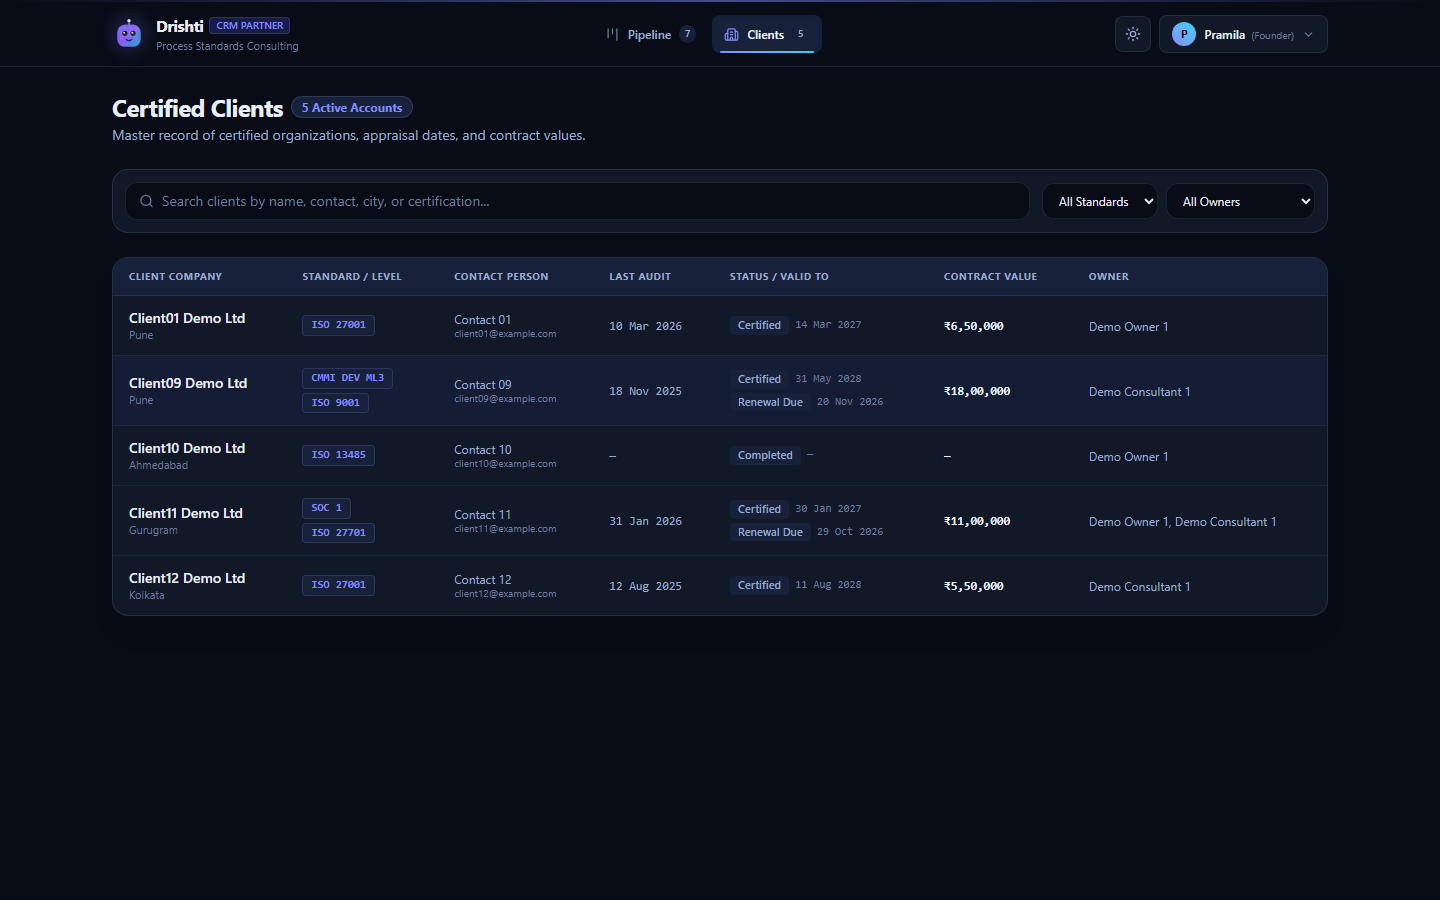 Drishti CRM PARTNER
Process Standards Consulting
Pipeline 7
Clients 5
P Pramila (Founder)
Certified Clients 5 Active Accounts
Master record of certified organizations, appraisal dates, and contract values.
Search clients by name, contact, city, or certification...
All Standards
All Owners
CLIENT COMPANY STANDARD / LEVEL CONTACT PERSON LAST AUDIT STATUS / VALID TO CONTRACT VALUE OWNER
Client01 Demo Ltd
Pune
ISO 27001
Contact 01
client01@example.com
10 Mar 2026
Certified 14 Mar 2027
₹6,50,000
Demo Owner 1
Client09 Demo Ltd
Pune
CMMI DEV ML3
ISO 9001
Contact 09
client09@example.com
18 Nov 2025
Certified 31 May 2028
Renewal Due 20 Nov 2026
₹18,00,000
Demo Consultant 1
Client10 Demo Ltd
Ahmedabad
ISO 13485
Contact 10
client10@example.com
—
Completed —
—
Demo Owner 1
Client11 Demo Ltd
Gurugram
SOC 1
ISO 27701
Contact 11
client11@example.com
31 Jan 2026
Certified 30 Jan 2027
Renewal Due 29 Oct 2026
₹11,00,000
Demo Owner 1, Demo Consultant 1
Client12 Demo Ltd
Kolkata
ISO 27001
Contact 12
client12@example.com
12 Aug 2025
Certified 11 Aug 2028
₹5,50,000
Demo Consultant 1